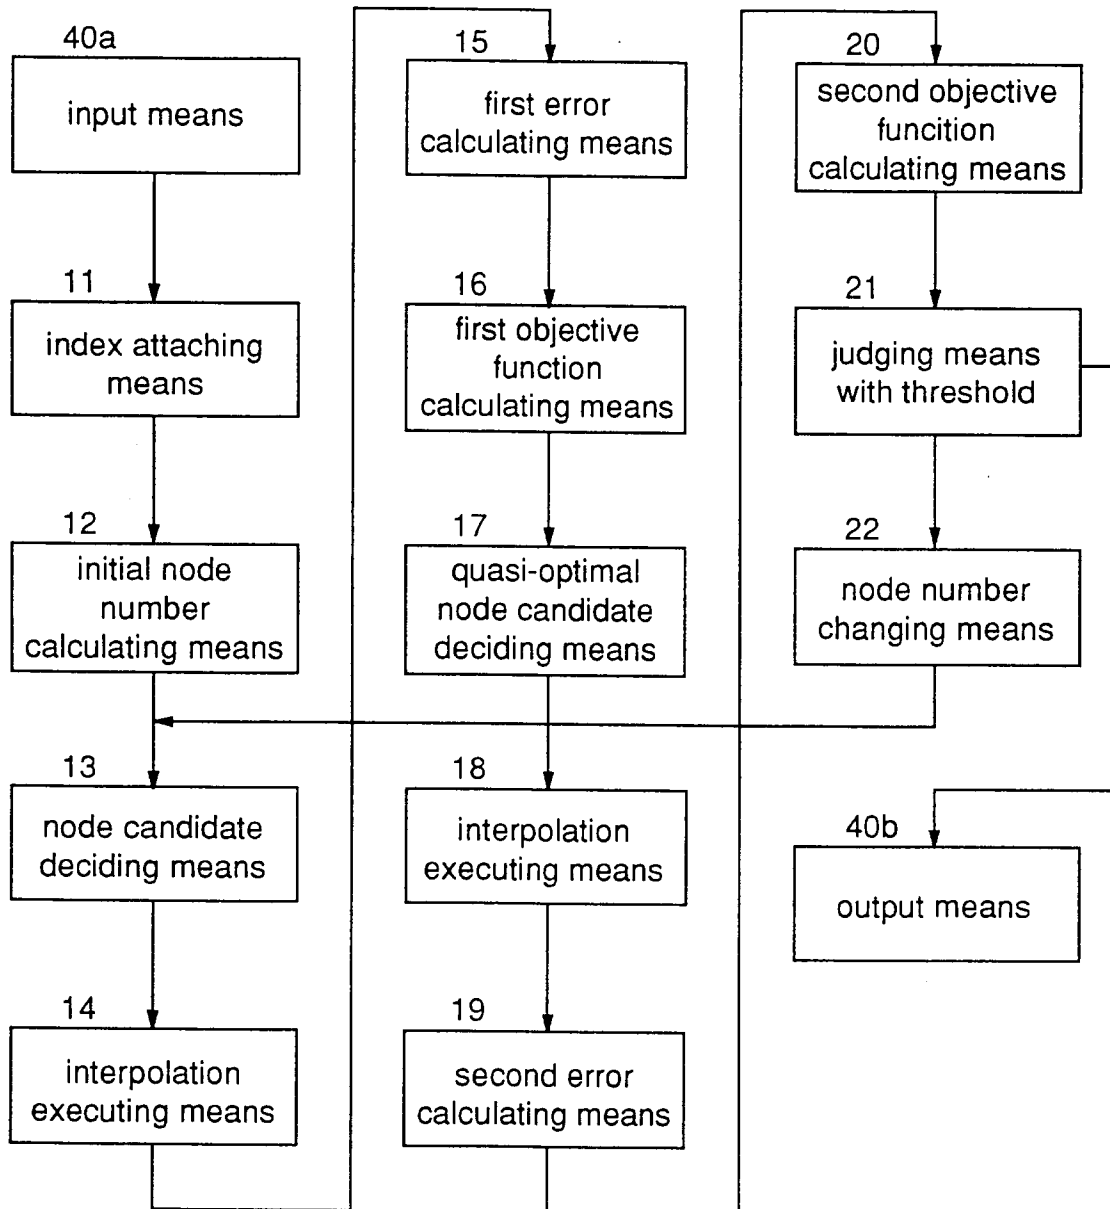 40a
input means
11
index attaching
means
12
initial node
number
calculating means
13
node candidate
deciding means
14
interpolation
executing means
15
first error
calculating means
16
first objective
function
calculating means
17
quasi-optimal
node candidate
deciding means
18
interpolation
executing means
19
second error
calculating means
20
second objective
funcition
calculating means
21
judging means
with threshold
22
node number
changing means
40b
output means